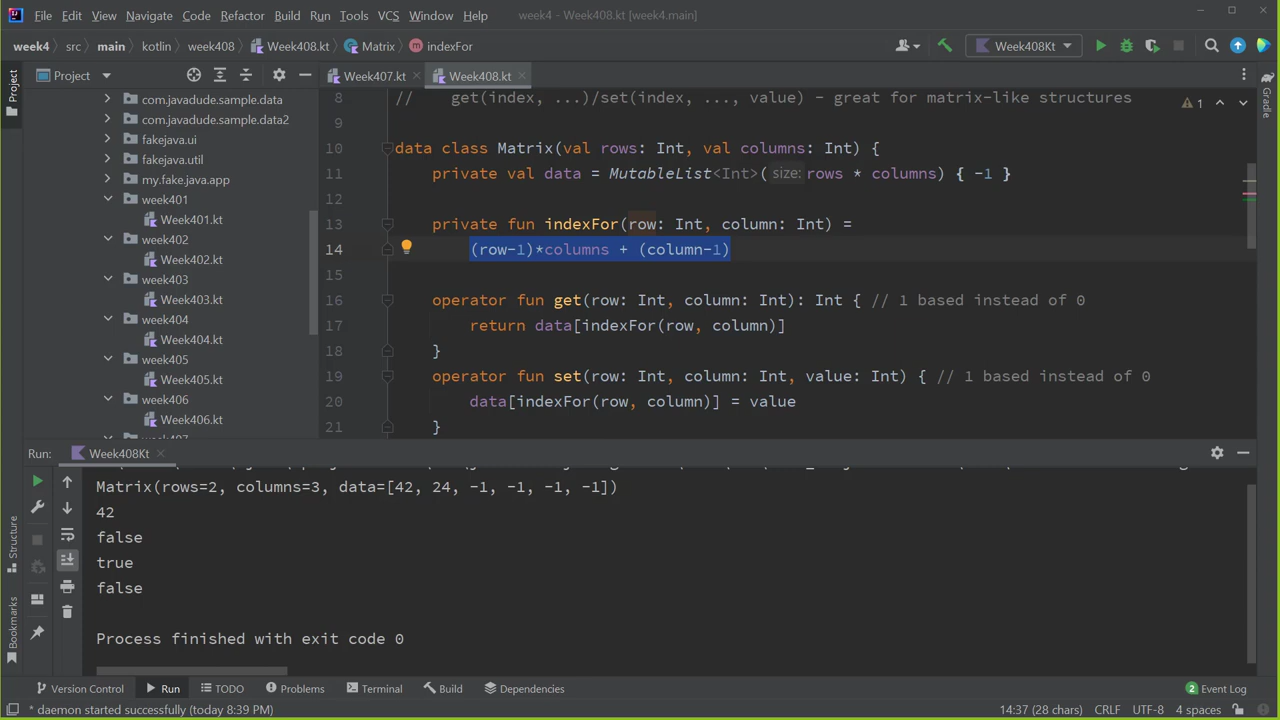 File Edit View Navigate Code Refactor Build Run Tools VCS Window Help week4 - Week408.kt [week4.main]
week4 src main kotlin week408 Week408.kt Matrix indexFor Week408Kt
Project Week407.kt Week408.kt
Project
Gradle
com.javadude.sample.data
com.javadude.sample.data2
fakejava.ui
fakejava.util
my.fake.java.app
week401
Week401.kt
week402
Week402.kt
week403
Week403.kt
week404
Week404.kt
week405
Week405.kt
week406
Week406.kt
1
8 // get(index, ...)/set(index, ..., value) - great for matrix-like structures
9
10 data class Matrix(val rows: Int, val columns: Int) {
11 private val data = MutableList<Int>( size: rows * columns) { -1 }
12
13 private fun indexFor(row: Int, column: Int) =
14 (row-1)*columns + (column-1)
15
16 operator fun get(row: Int, column: Int): Int { // 1 based instead of 0
17 return data[indexFor(row, column)]
18 }
19 operator fun set(row: Int, column: Int, value: Int) { // 1 based instead of 0
20 data[indexFor(row, column)] = value
21 }
Run: Week408Kt
Matrix(rows=2, columns=3, data=[42, 24, -1, -1, -1, -1])
42
false
true
false
Process finished with exit code 0
Structure
Bookmarks
Version Control Run TODO Problems Terminal Build Dependencies 2 Event Log
* daemon started successfully (today 8:39 PM) 14:37 (28 chars) CRLF UTF-8 4 spaces